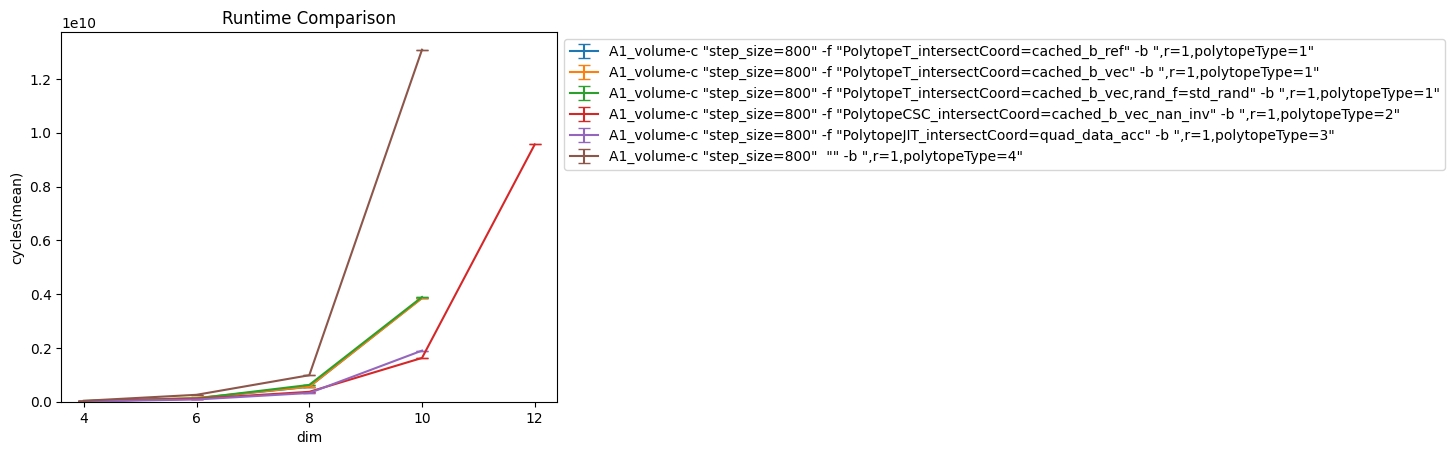 Runtime Comparison
1e10
cycles(mean)
1.2
1.0
0.8
0.6
0.4
0.2
0.0
4 6 8 10 12
dim
A1_volume-c "step_size=800" -f "PolytopeT_intersectCoord=cached_b_ref" -b ",r=1,polytopeType=1"
A1_volume-c "step_size=800" -f "PolytopeT_intersectCoord=cached_b_vec" -b ",r=1,polytopeType=1"
A1_volume-c "step_size=800" -f "PolytopeT_intersectCoord=cached_b_vec,rand_f=std_rand" -b ",r=1,polytopeType=1"
A1_volume-c "step_size=800" -f "PolytopeCSC_intersectCoord=cached_b_vec_nan_inv" -b ",r=1,polytopeType=2"
A1_volume-c "step_size=800" -f "PolytopeJIT_intersectCoord=quad_data_acc" -b ",r=1,polytopeType=3"
A1_volume-c "step_size=800"  "" -b ",r=1,polytopeType=4"